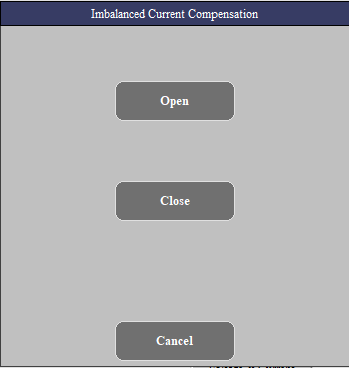 Imbalanced Current Compensation
Open
Close
Cancel